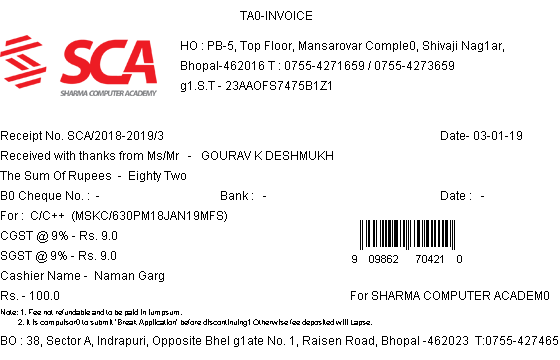 TA0-INVOICE
SCA
SHARMA COMPUTER ACADEMY
HO : PB-5, Top Floor, Mansarovar Comple0, Shivaji Nag1ar,
Bhopal-462016 T : 0755-4271659 / 0755-4273659
g1.S.T - 23AAOFS7475B1Z1
Receipt No. SCA/2018-2019/3 Date- 03-01-19
Received with thanks from Ms/Mr - GOURAV K DESHMUKH
The Sum Of Rupees - Eighty Two
B0 Cheque No. : - Bank : - Date : -
For : C/C++ (MSKC/630PM18JAN19MFS)
CGST @ 9% - Rs. 9.0
SGST @ 9% - Rs. 9.0
9 09862 70421 0
Cashier Name - Naman Garg
Rs. - 100.0 For SHARMA COMPUTER ACADEM0
Note: 1. Fee not refundable and to be paid in lumpsum.
2. It is compulsor0 to submit 'Break Application' before discontinuing1 Otherwise fee deposited will Lapse.
BO : 38, Sector A, Indrapuri, Opposite Bhel g1ate No. 1, Raisen Road, Bhopal -462023 T:0755-427465